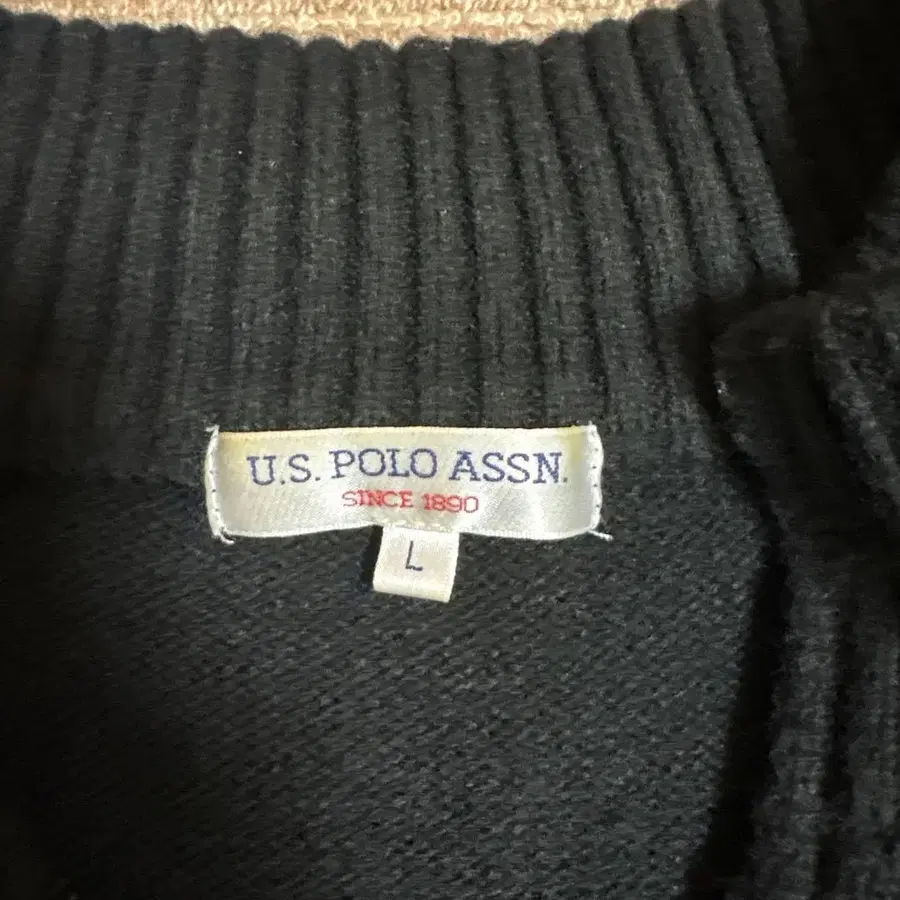 U.S. POLO ASSN.
SINCE 1890
L